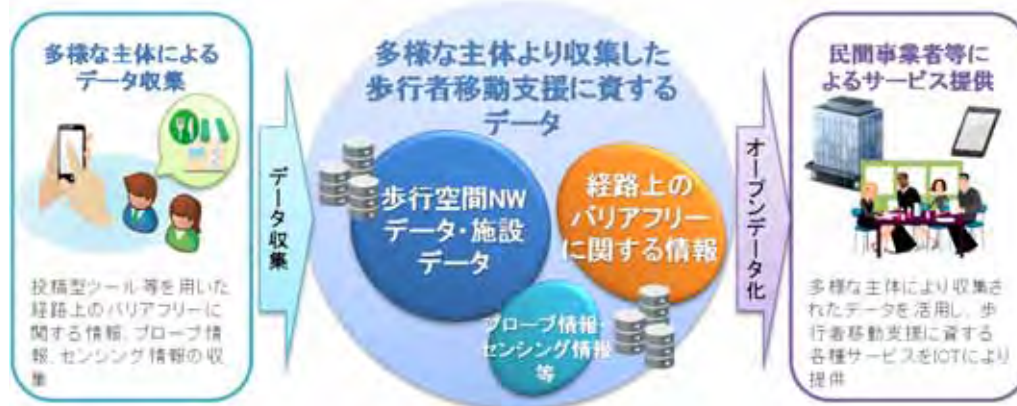 多様な主体による
データ収集
投稿型ツール等を用いた
経路上のバリアフリーに
関する情報、プローブ情
報、センシング情報の収
集
データ収集
多様な主体より収集した
歩行者移動支援に資する
データ
歩行空間NW
データ・施設
データ
経路上の
バリアフリー
に関する情報
プローブ情報・
センシング情報
等
オープンデータ化
民間事業者等に
よるサービス提供
多様な主体により収集さ
れたデータを活用し、歩
行者移動支援に資する
各種サービスをICTにより
提供